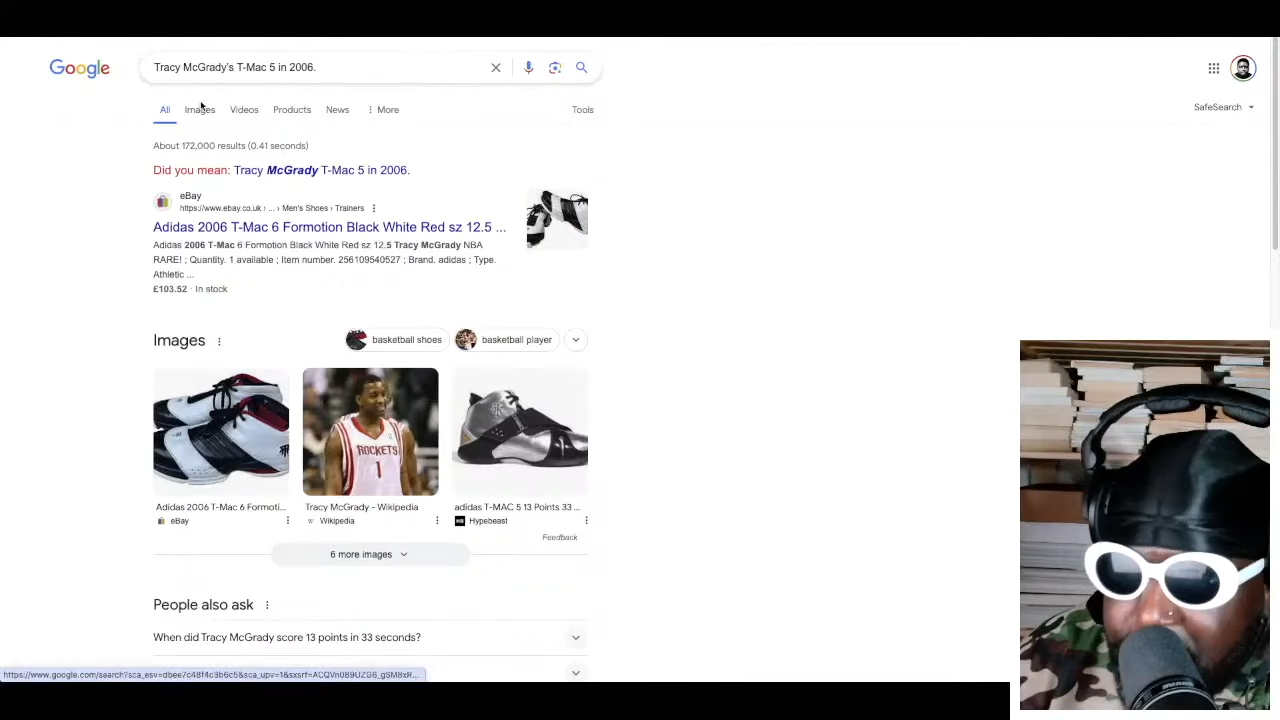 Google
Tracy McGrady's T-Mac 5 in 2006.
All Images Videos Products News More Tools
SafeSearch
About 172,000 results (0.41 seconds)
Did you mean: Tracy McGrady T-Mac 5 in 2006.
eBay
https://www.ebay.co.uk › ... › Men's Shoes › Trainers
Adidas 2006 T-Mac 6 Formotion Black White Red sz 12.5 ...
Adidas 2006 T-Mac 6 Formotion Black White Red sz 12.5 Tracy McGrady NBA
RARE! ; Quantity. 1 available ; Item number. 256109540527 ; Brand. adidas ; Type.
Athletic ...
£103.52 · In stock
Images
basketball shoes
basketball player
ROCKETS
1
Adidas 2006 T-Mac 6 Formoti...
eBay
Tracy McGrady - Wikipedia
W Wikipedia
adidas T-MAC 5 13 Points 33 ...
Hypebeast
Feedback
6 more images
People also ask
When did Tracy McGrady score 13 points in 33 seconds?